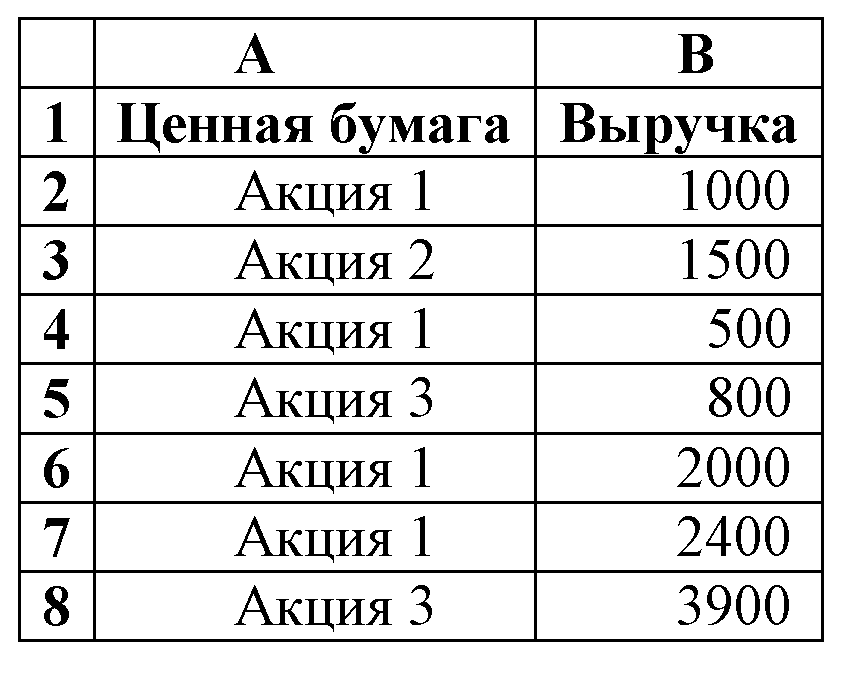 A B
1 Ценная бумага Выручка
2 Акция 1 1000
3 Акция 2 1500
4 Акция 1 500
5 Акция 3 800
6 Акция 1 2000
7 Акция 1 2400
8 Акция 3 3900